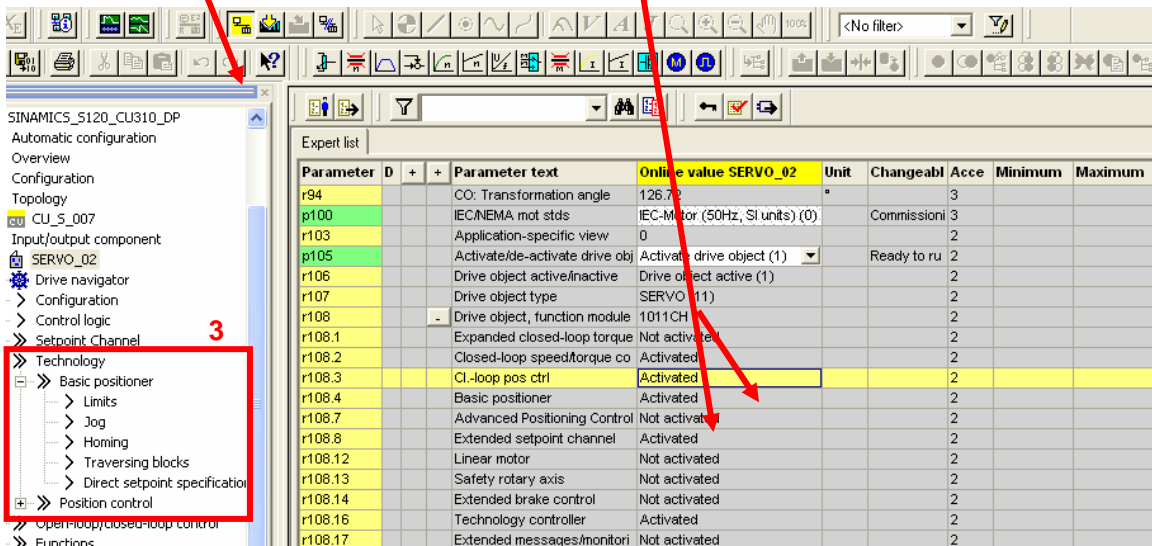 100%
<No filter>
SINAMICS_S120_CU310_DP
Automatic configuration
Overview
Configuration
Topology
CU_S_007
Input/output component
SERVO_02
Drive navigator
Configuration
Control logic
Setpoint Channel
3
Technology
Basic positioner
Limits
Jog
Homing
Traversing blocks
Direct setpoint specification
Position control
Open-loop/closed-loop control
Functions
Expert list
Parameter D + + Parameter text Online value SERVO_02 Unit Changeabl Acce Minimum Maximum
r94 CO: Transformation angle 126.72 ° 3
p100 IEC/NEMA mot stds IEC-Motor (50Hz, SI units) (0) Commissioni 3
r103 Application-specific view 0 2
p105 Activate/de-activate drive obj Activate drive object (1) Ready to ru 2
r106 Drive object active/inactive Drive object active (1) 2
r107 Drive object type SERVO (11) 2
r108 - Drive object, function module 1011CH 2
r108.1 Expanded closed-loop torque Not activated 2
r108.2 Closed-loop speed/torque co Activated 2
r108.3 Cl.-loop pos ctrl Activated 2
r108.4 Basic positioner Activated 2
r108.7 Advanced Positioning Control Not activated 2
r108.8 Extended setpoint channel Activated 2
r108.12 Linear motor Not activated 2
r108.13 Safety rotary axis Not activated 2
r108.14 Extended brake control Not activated 2
r108.16 Technology controller Activated 2
r108.17 Extended messages/monitori Not activated 2